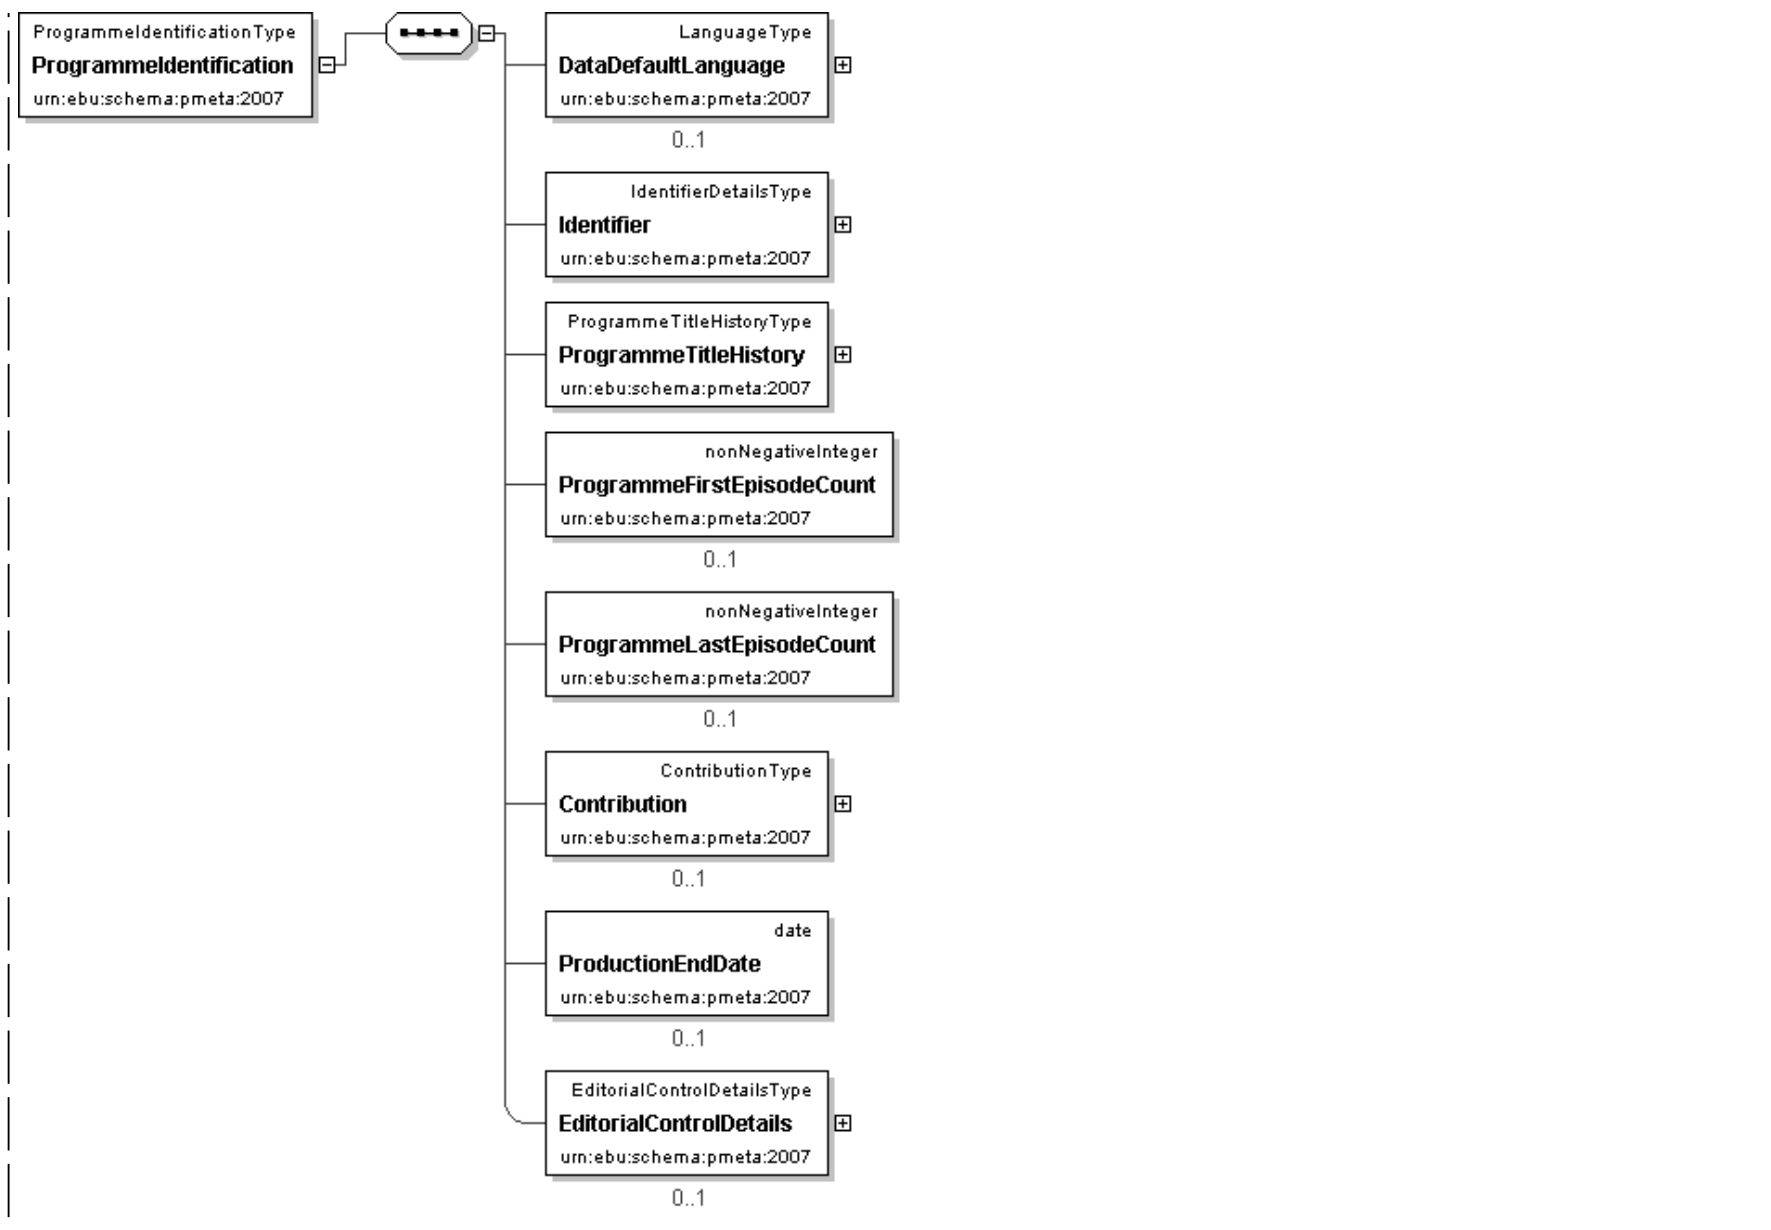 ProgrammeIdentificationType
ProgrammeIdentification
urn:ebu:schema:pmeta:2007
LanguageType
DataDefaultLanguage
urn:ebu:schema:pmeta:2007
0..1
IdentifierDetailsType
Identifier
urn:ebu:schema:pmeta:2007
ProgrammeTitleHistoryType
ProgrammeTitleHistory
urn:ebu:schema:pmeta:2007
nonNegativeInteger
ProgrammeFirstEpisodeCount
urn:ebu:schema:pmeta:2007
0..1
nonNegativeInteger
ProgrammeLastEpisodeCount
urn:ebu:schema:pmeta:2007
0..1
ContributionType
Contribution
urn:ebu:schema:pmeta:2007
0..1
date
ProductionEndDate
urn:ebu:schema:pmeta:2007
0..1
EditorialControlDetailsType
EditorialControlDetails
urn:ebu:schema:pmeta:2007
0..1